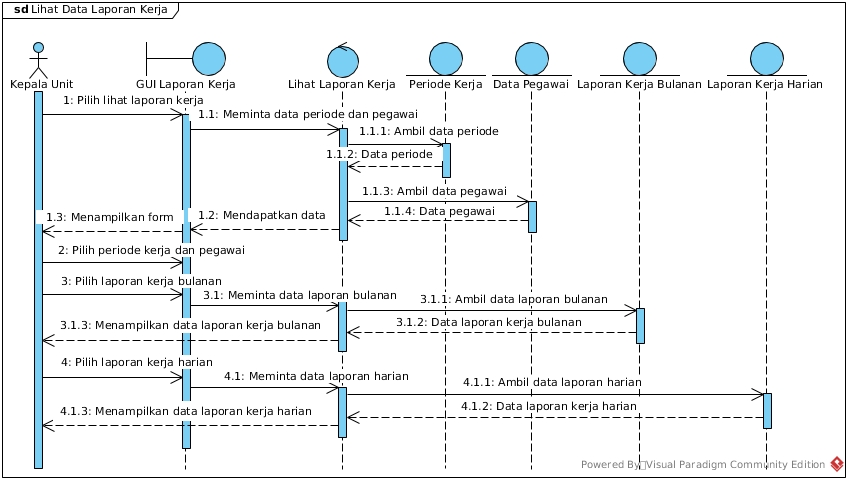 sd Lihat Data Laporan Kerja
Kepala Unit
GUI Laporan Kerja
Lihat Laporan Kerja
Periode Kerja
Data Pegawai
Laporan Kerja Bulanan
Laporan Kerja Harian
1: Pilih lihat laporan kerja
1.1: Meminta data periode dan pegawai
1.1.1: Ambil data periode
1.1.2: Data periode
1.1.3: Ambil data pegawai
1.1.4: Data pegawai
1.2: Mendapatkan data
1.3: Menampilkan form
2: Pilih periode kerja dan pegawai
3: Pilih laporan kerja bulanan
3.1: Meminta data laporan bulanan
3.1.1: Ambil data laporan bulanan
3.1.2: Data laporan kerja bulanan
3.1.3: Menampilkan data laporan kerja bulanan
4: Pilih laporan kerja harian
4.1: Meminta data laporan harian
4.1.1: Ambil data laporan harian
4.1.2: Data laporan kerja harian
4.1.3: Menampilkan data laporan kerja harian
Powered By Visual Paradigm Community Edition